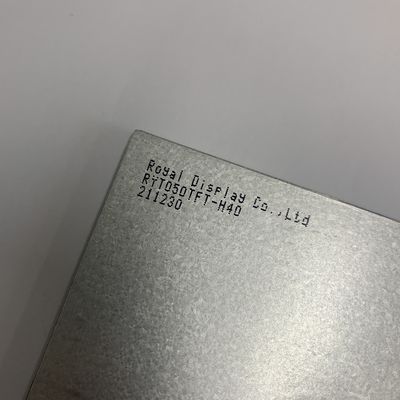 Royal Display Co.,Ltd
RYT050TFT-H40
211230